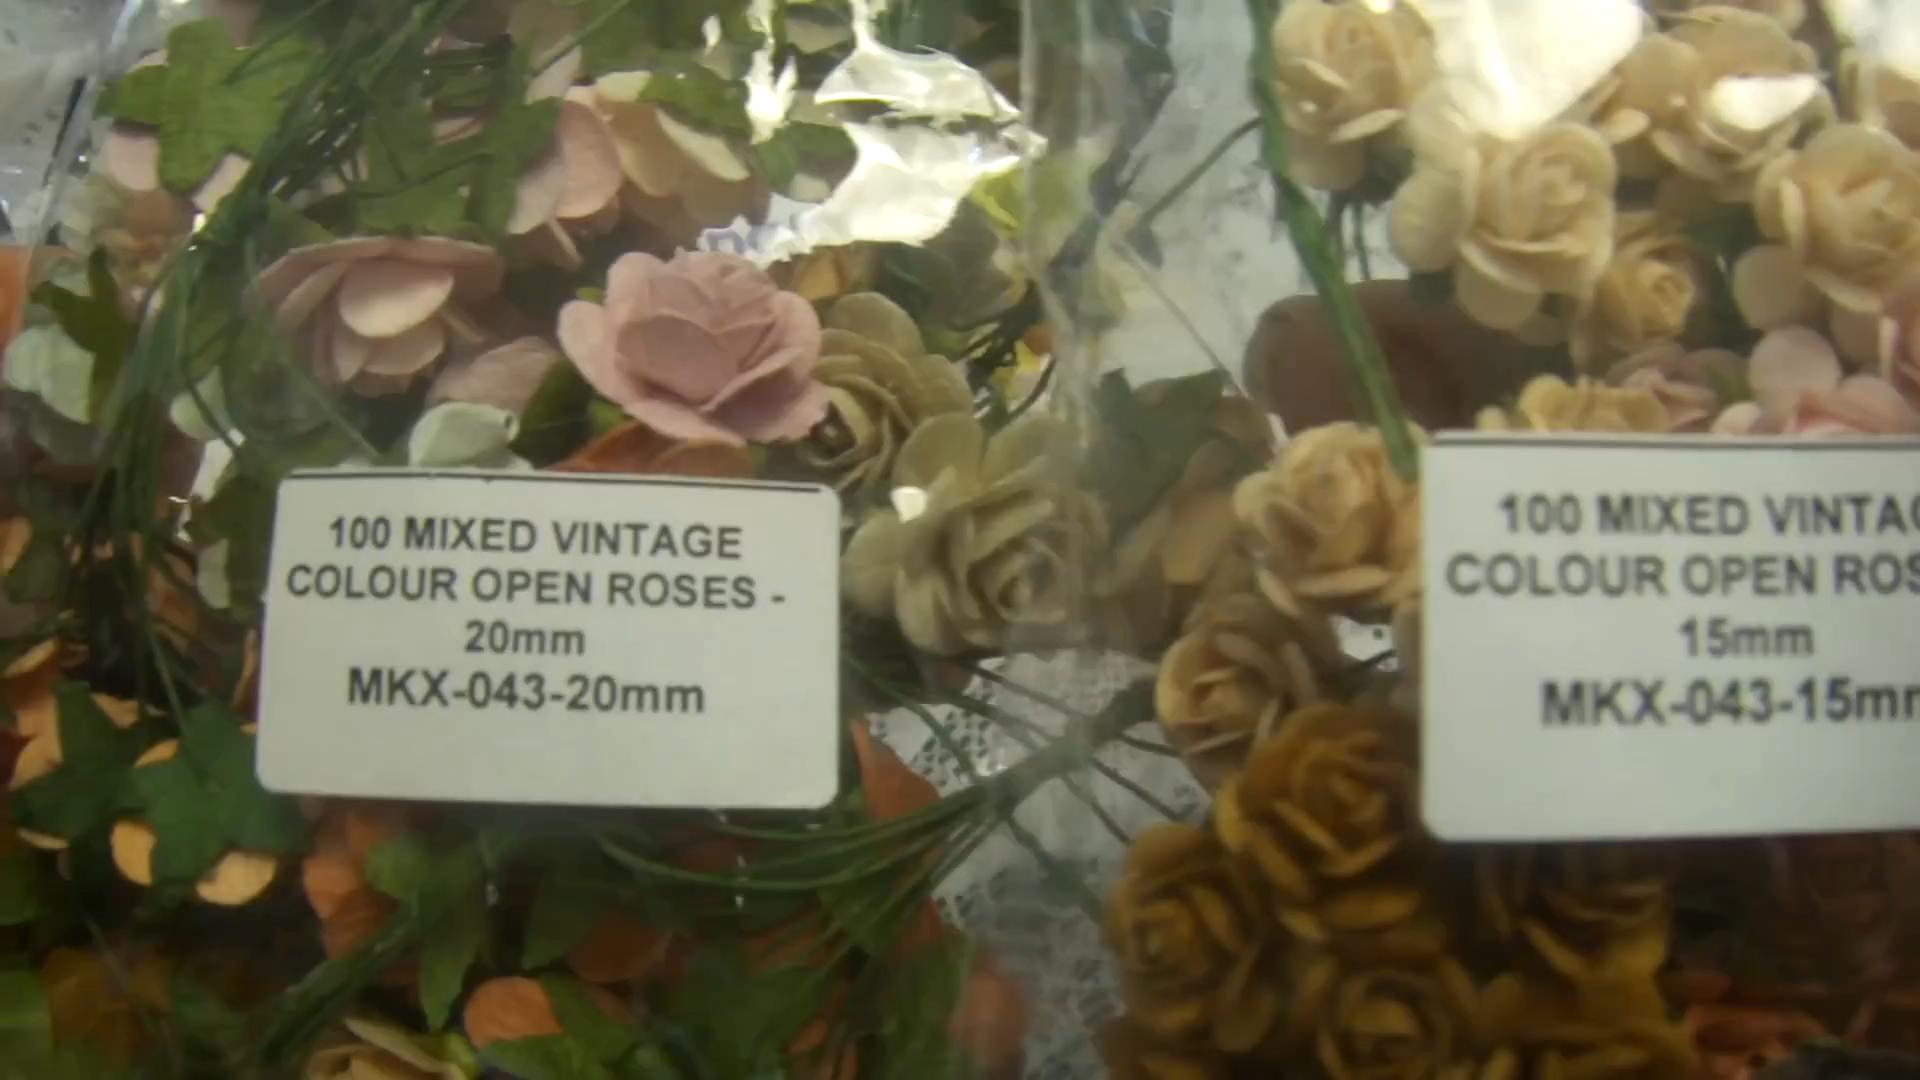 100 MIXED VINTAGE
COLOUR OPEN ROSES -
20mm
MKX-043-20mm
100 MIXED
COLOUR OPEN
15mm